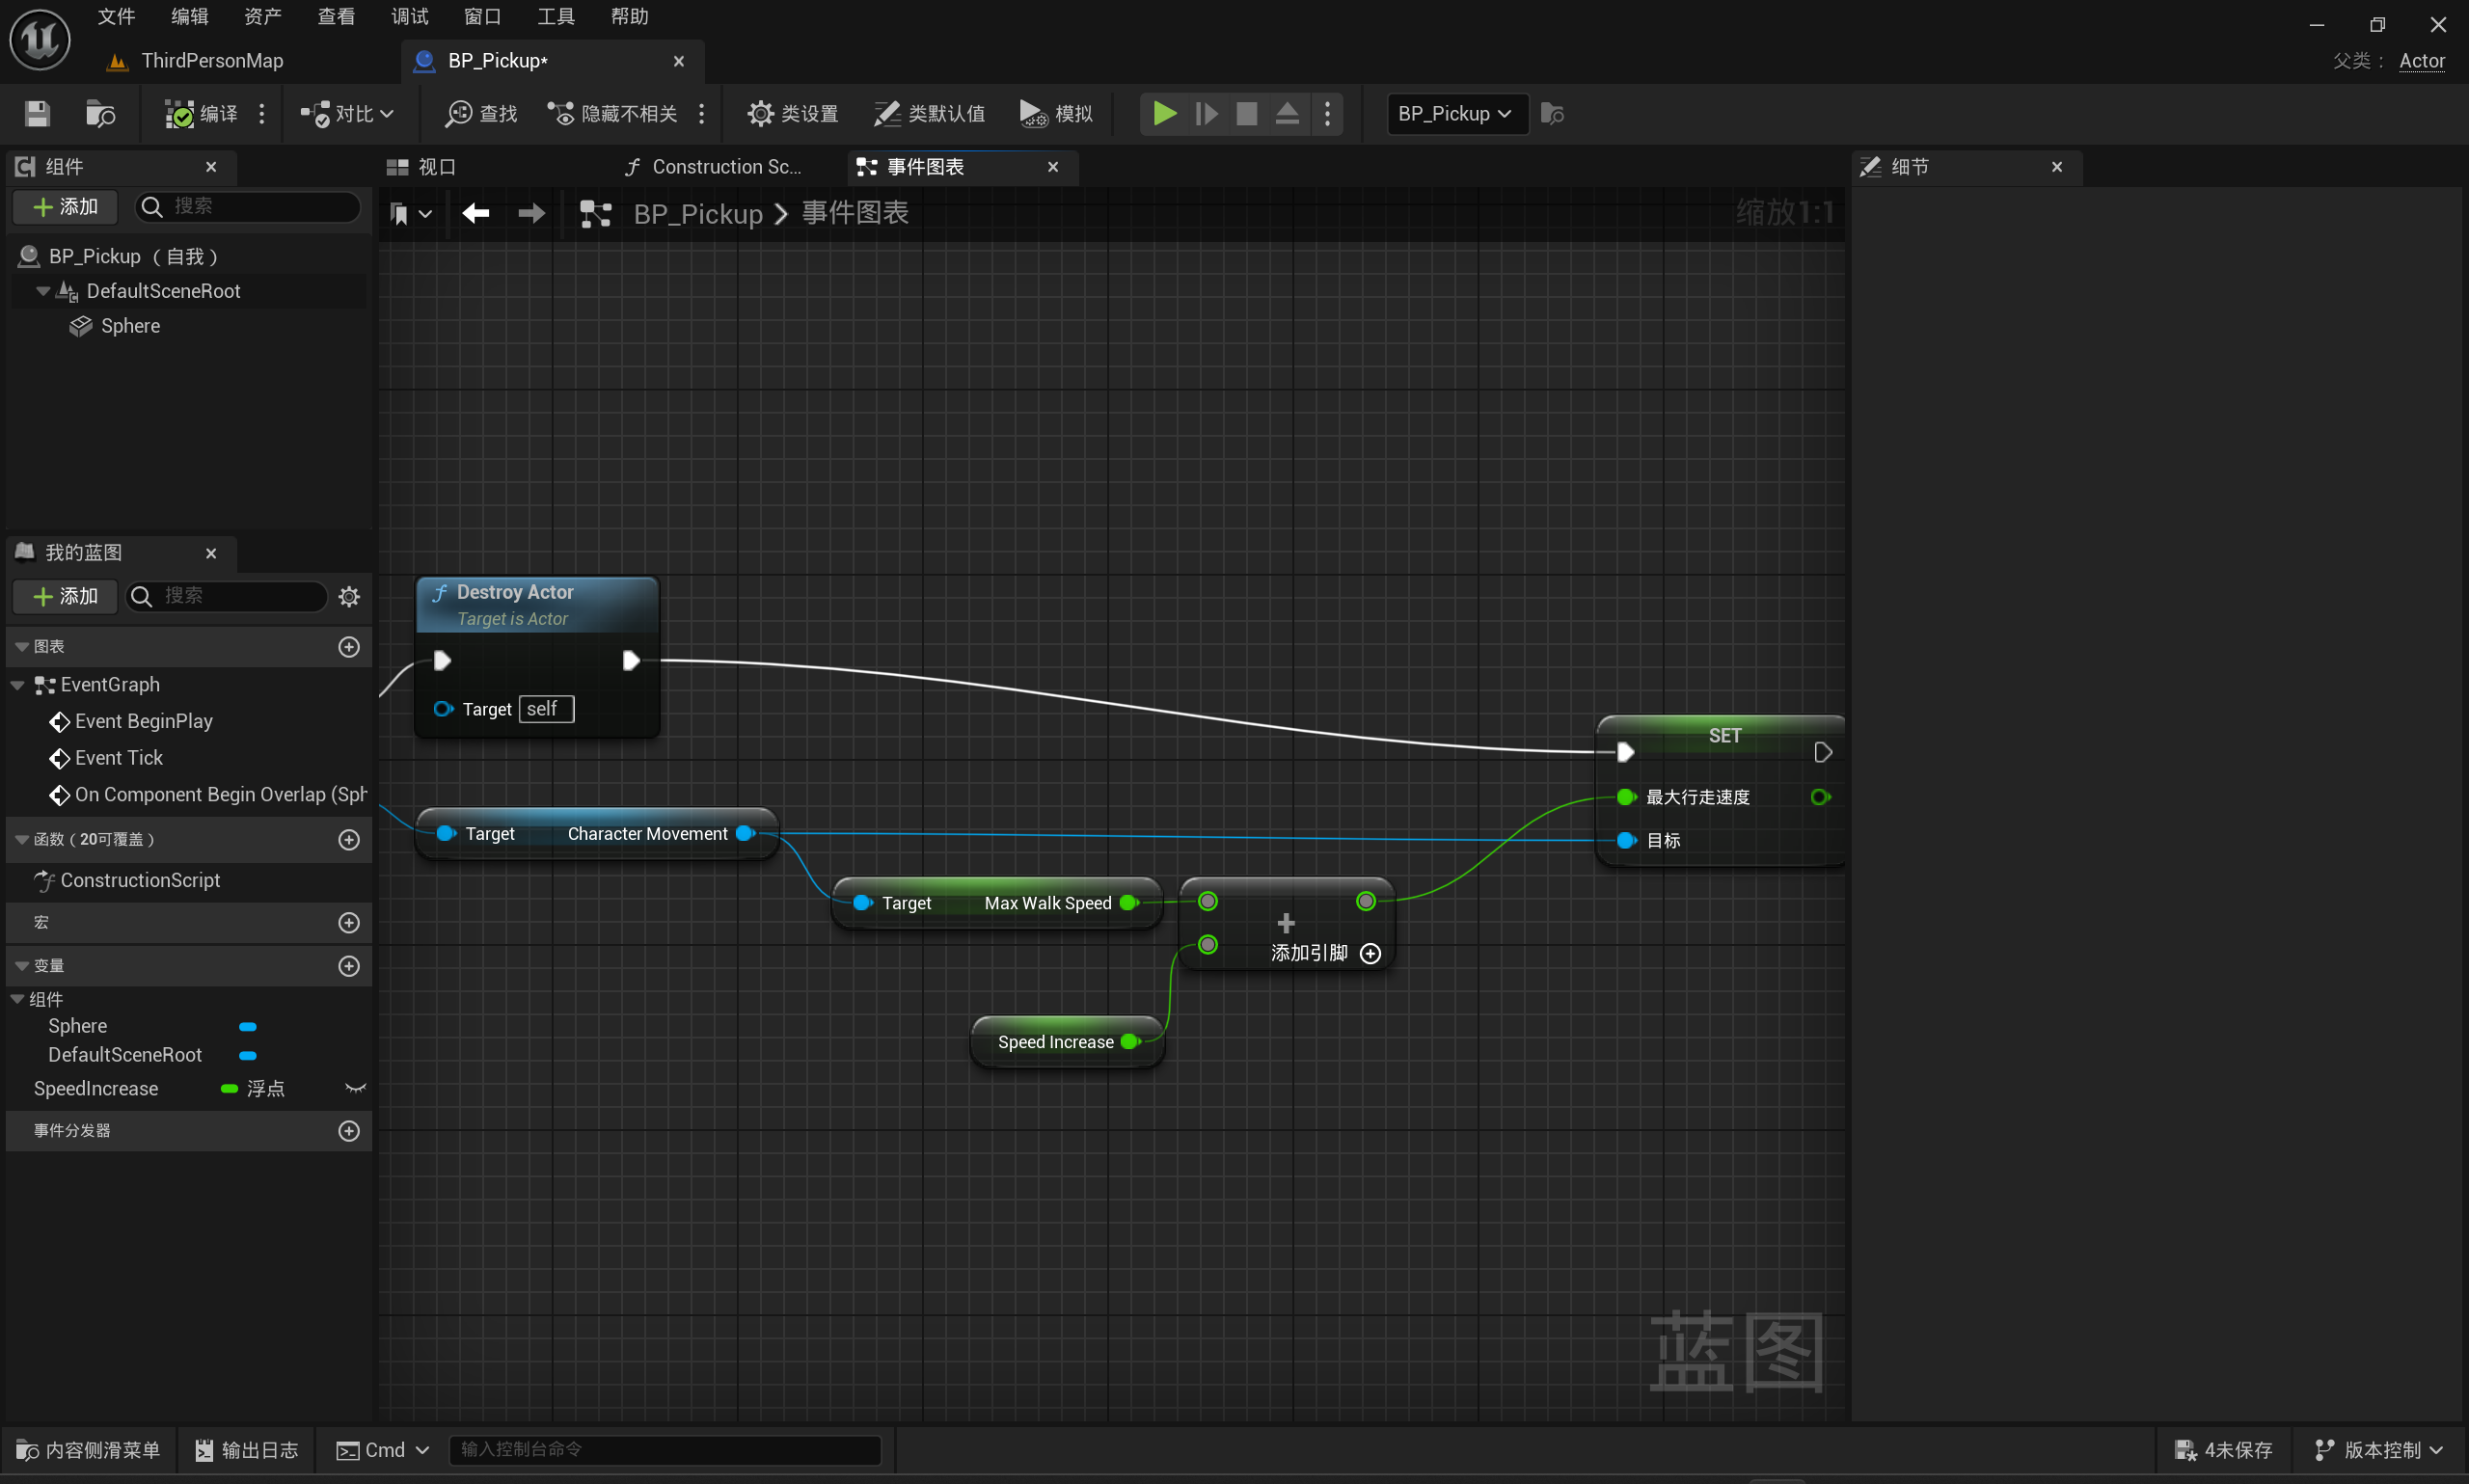 文件 编辑 资产 查看 调试 窗口 工具 帮助
ThirdPersonMap
BP_Pickup*
父类： Actor
编译 对比 查找 隐藏不相关 类设置 类默认值 模拟 BP_Pickup
组件
添加 搜索
BP_Pickup （自我）
DefaultSceneRoot
Sphere
我的蓝图
添加 搜索
图表
EventGraph
Event BeginPlay
Event Tick
On Component Begin Overlap (Sph
函数（20可覆盖）
ConstructionScript
宏
变量
组件
Sphere
DefaultSceneRoot
SpeedIncrease 浮点
事件分发器
视口 Construction Sc... 事件图表
BP_Pickup > 事件图表
缩放1:1
Destroy Actor
Target is Actor
Target self
SET
最大行走速度
目标
Target Character Movement
Target Max Walk Speed
添加引脚
Speed Increase
蓝图
细节
内容侧滑菜单 输出日志 Cmd 输入控制台命令 4未保存 版本控制